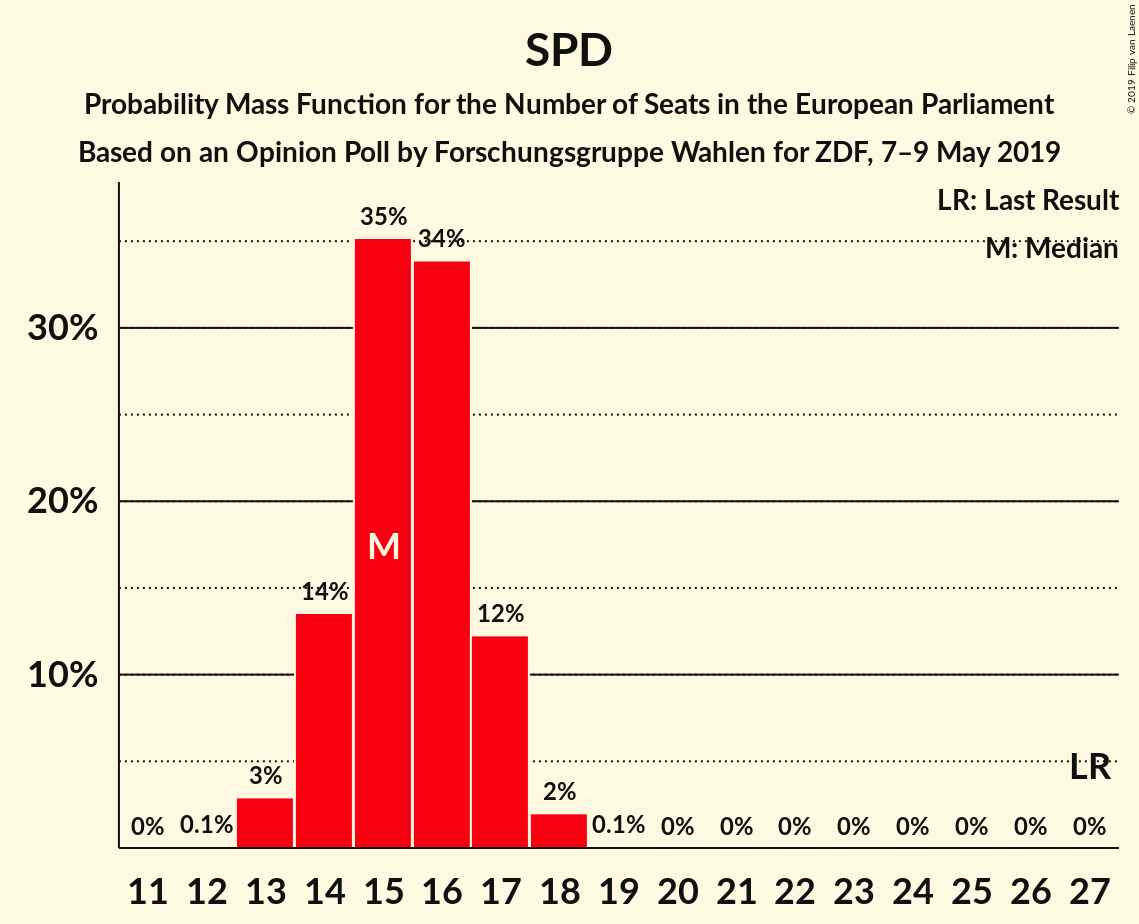 SPD
Probability Mass Function for the Number of Seats in the European Parliament
Based on an Opinion Poll by Forschungsgruppe Wahlen for ZDF, 7–9 May 2019
© 2019 Filip van Laenen
LR: Last Result
M: Median
35%
34%
30%
20%
M
14%
12%
10%
LR
3%
2%
0% 0.1% 0.1% 0% 0% 0% 0% 0% 0% 0% 0%
11 12 13 14 15 16 17 18 19 20 21 22 23 24 25 26 27